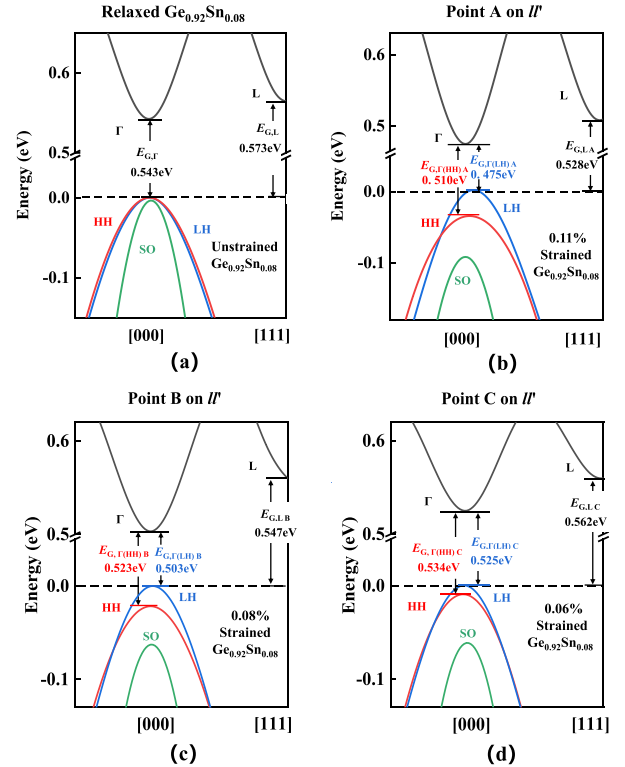 Relaxed Ge0.92Sn0.08
Energy (eV)
0.6
0.5
0.0
-0.1
Γ
L
EG,Γ
0.543eV
EG,L
0.573eV
HH
LH
SO
Unstrained
Ge0.92Sn0.08
[000]
[111]
(a)
Point A on ll'
Energy (eV)
0.6
0.5
0.0
-0.1
L
Γ
EG,Γ(HH) A
0. 510eV
EG,Γ(LH) A
0. 475eV
EG,L A
0.528eV
LH
HH
SO
0.11%
Strained
Ge0.92Sn0.08
[000]
[111]
(b)
Point B on ll'
Energy (eV)
0.6
0.5
0.0
-0.1
L
Γ
EG,Γ(HH) B
0.523eV
EG,Γ(LH) B
0.503eV
EG,L B
0.547eV
HH
LH
SO
0.08%
Strained
Ge0.92Sn0.08
[000]
[111]
(c)
Point C on ll'
Energy (eV)
0.6
0.5
0.0
-0.1
L
Γ
EG, Γ(HH) C
0.534eV
EG,Γ(LH) C
0.525eV
EG,L C
0.562eV
HH
LH
SO
0.06%
Strained
Ge0.92Sn0.08
[000]
[111]
(d)